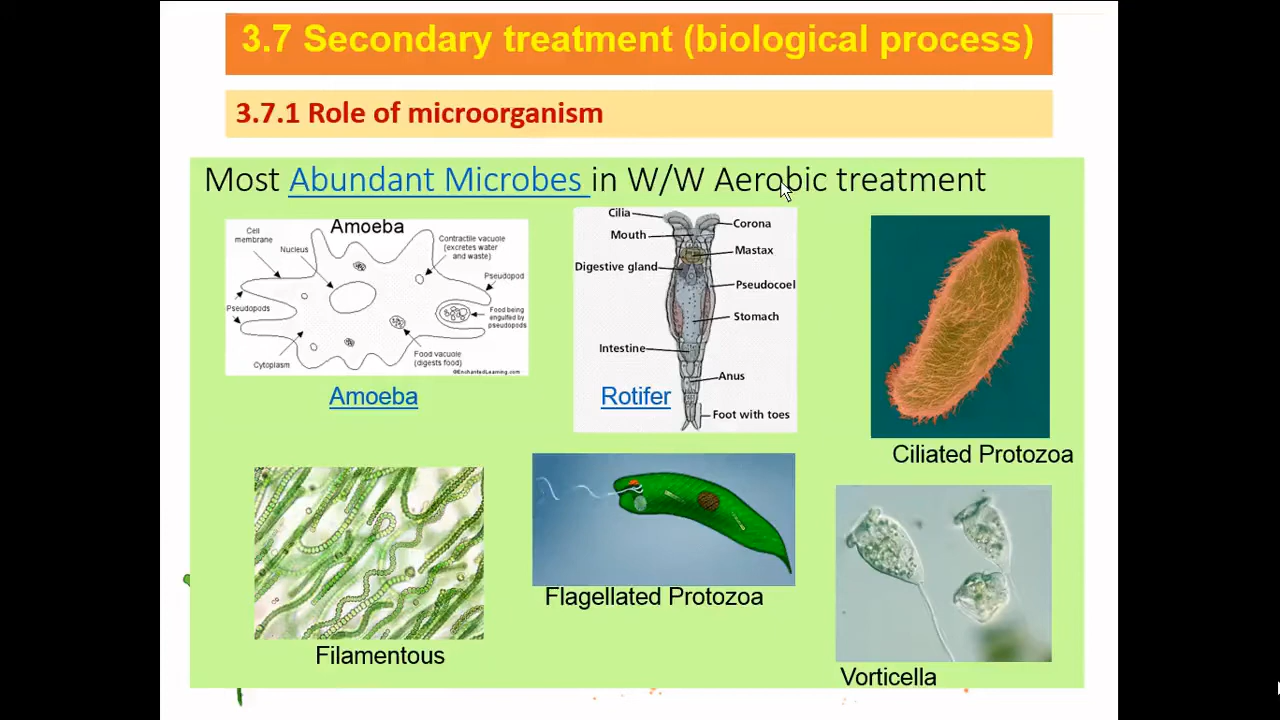 3.7 Secondary treatment (biological process)
3.7.1 Role of microorganism
Most Abundant Microbes in W/W Aerobic treatment
Amoeba
Cell
membrane
Nucleus
Contractile vacuole
(excretes water
and waste)
Pseudopod
Pseudopods
Food being
engulfed by
pseudopods
Cytoplasm
Food vacuole
(digests food)
©EnchantedLearning.com
Amoeba
Cilia
Corona
Mouth
Mastax
Digestive gland
Pseudocoel
Stomach
Intestine
Anus
Rotifer
Foot with toes
Ciliated Protozoa
Filamentous
Flagellated Protozoa
Vorticella